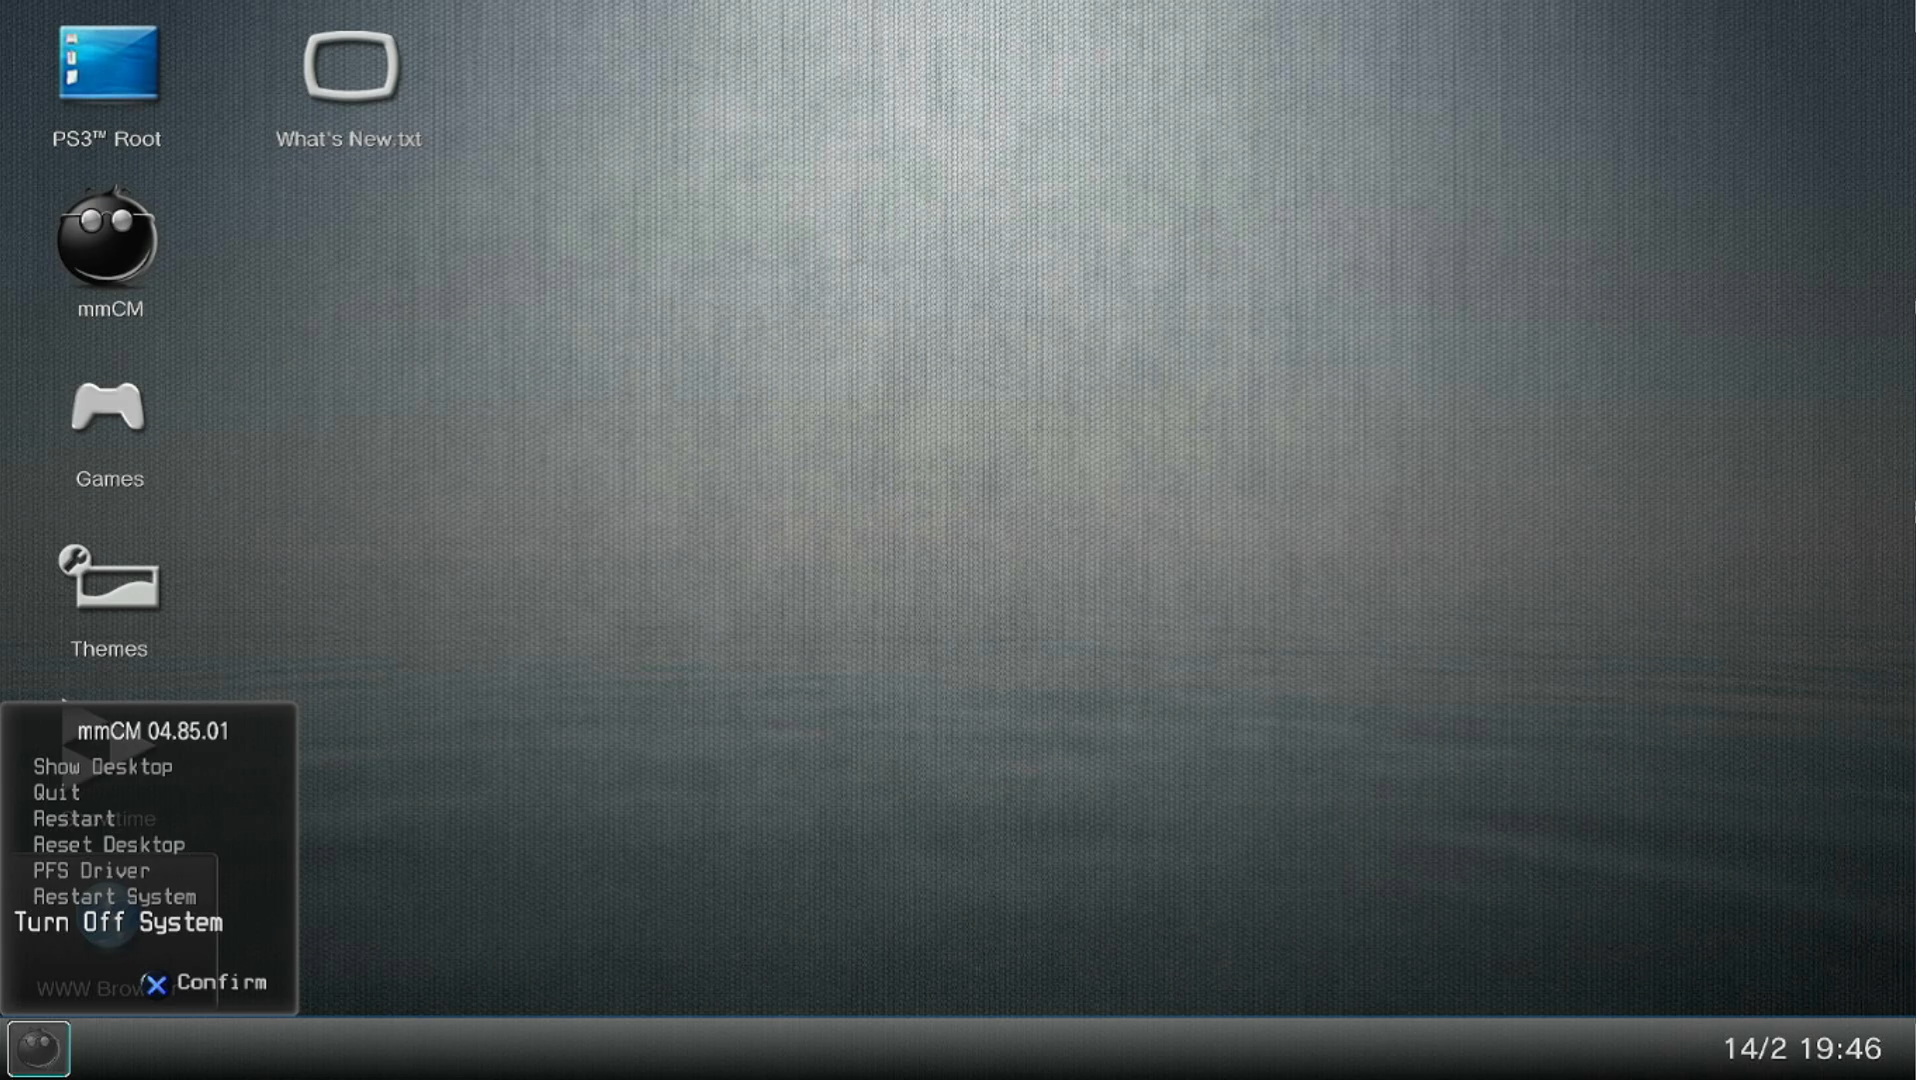 PS3™ Root
What's New.txt
mmCM
Games
Themes
mmCM 04.85.01
Show Desktop
Quit
Restart
Reset Desktop
PFS Driver
Restart System
Turn Off System
WWW
Confirm
14/2 19:46